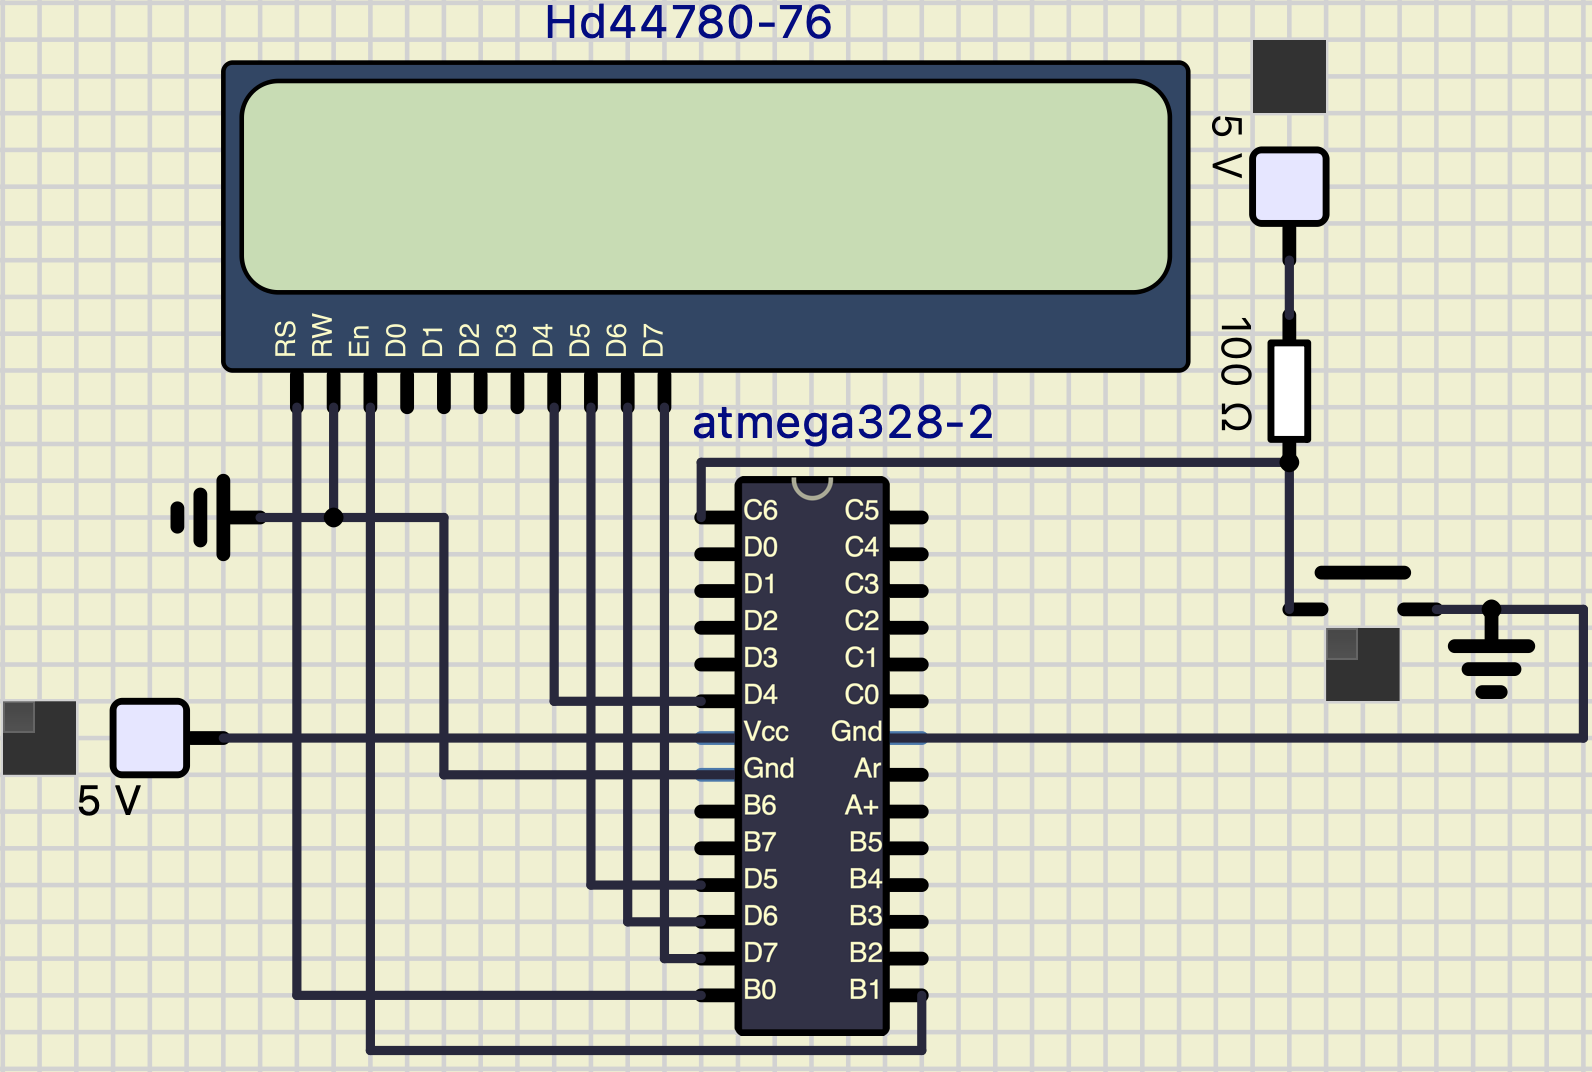 Hd44780-76
5 V
RS RW En D0 D1 D2 D3 D4 D5 D6 D7
100 Ω
atmega328-2
C6 C5
D0 C4
D1 C3
D2 C2
D3 C1
D4 C0
Vcc Gnd
Gnd Ar
B6 A+
B7 B5
D5 B4
D6 B3
D7 B2
B0 B1
5 V